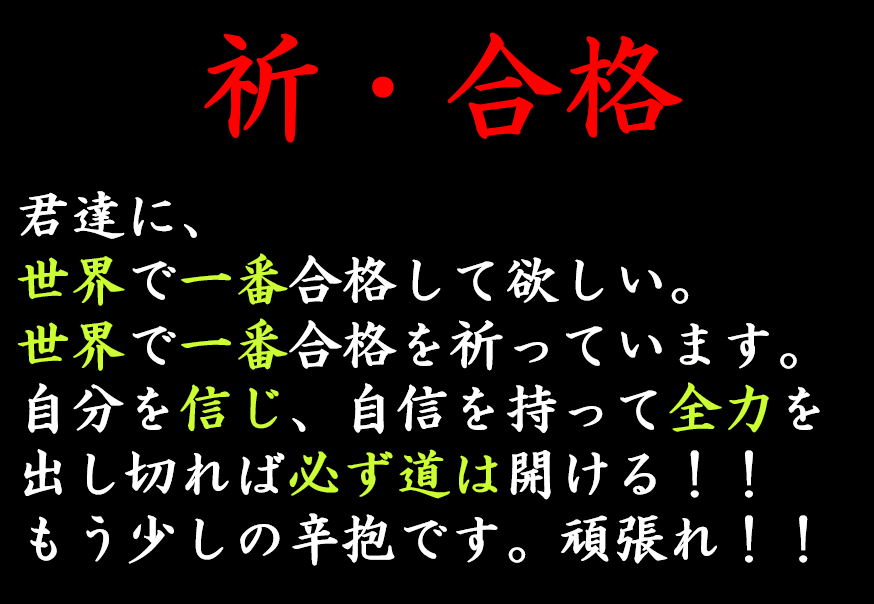 祈・合格
君達に、
世界で一番合格して欲しい。
世界で一番合格を祈っています。
自分を信じ、自信を持って全力を
出し切れば必ず道は開ける！！
もう少しの辛抱です。頑張れ！！